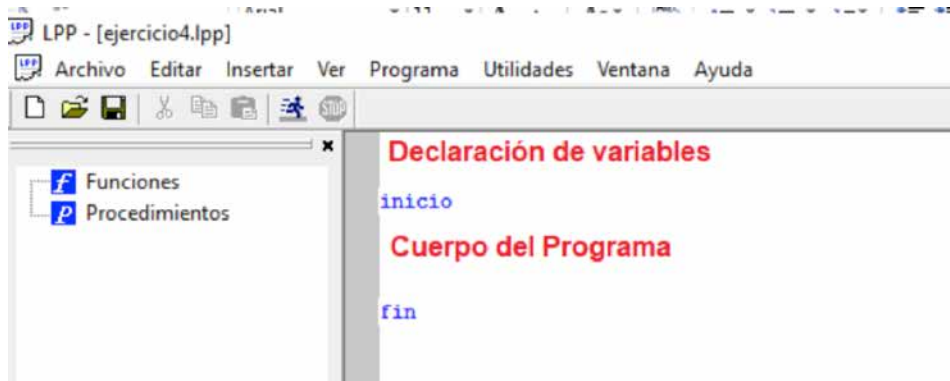 LPP - [ejercicio4.lpp]
Archivo Editar Insertar Ver Programa Utilidades Ventana Ayuda
STOP
Funciones
Procedimientos
Declaración de variables
inicio
Cuerpo del Programa
fin